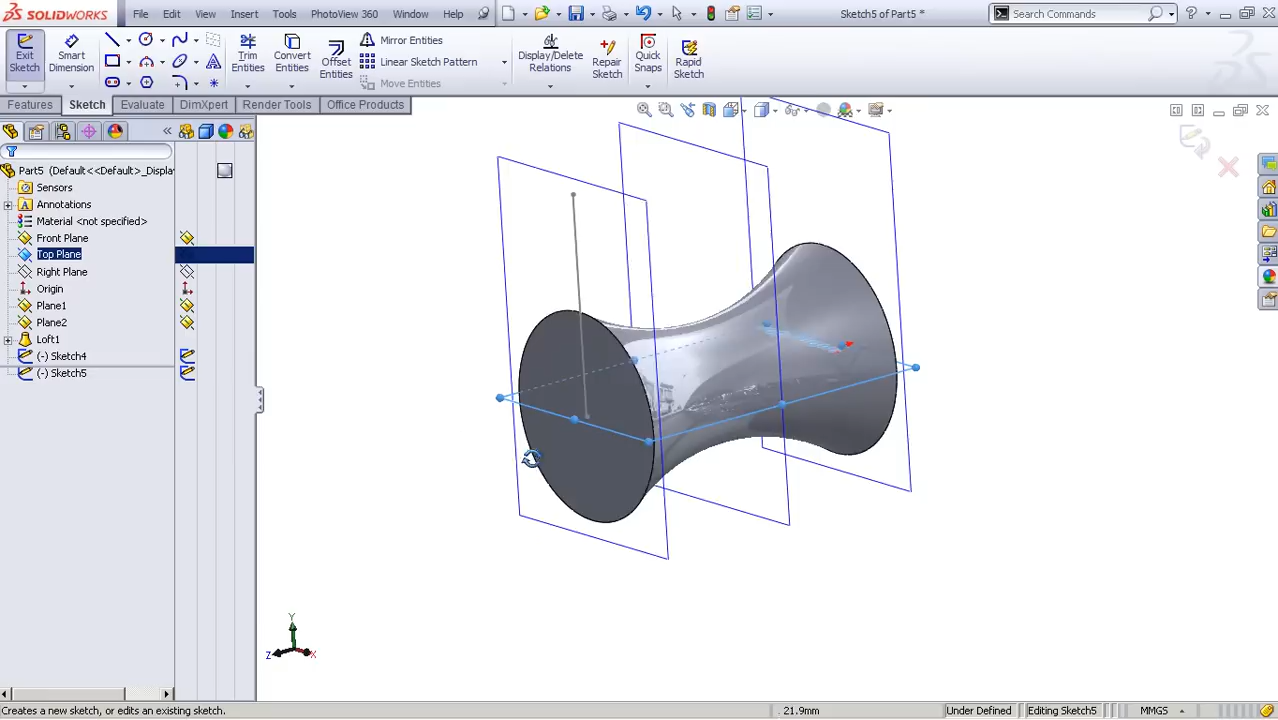 SOLIDWORKS File Edit View Insert Tools PhotoView 360 Window Help Sketch5 of Part5 * Search Commands
Exit Sketch
Smart Dimension
Trim Entities
Convert Entities
Offset Entities
Mirror Entities
Linear Sketch Pattern
Move Entities
Display/Delete Relations
Repair Sketch
Quick Snaps
Rapid Sketch
Features Sketch Evaluate DimXpert Render Tools Office Products
Part5 (Default<<Default>_Displa
Sensors
Annotations
Material <not specified>
Front Plane
Top Plane
Right Plane
Origin
Plane1
Plane2
Loft1
(-) Sketch4
(-) Sketch5
Y
Z X
Creates a new sketch, or edits an existing sketch. 21.9mm Under Defined Editing Sketch5 MMGS